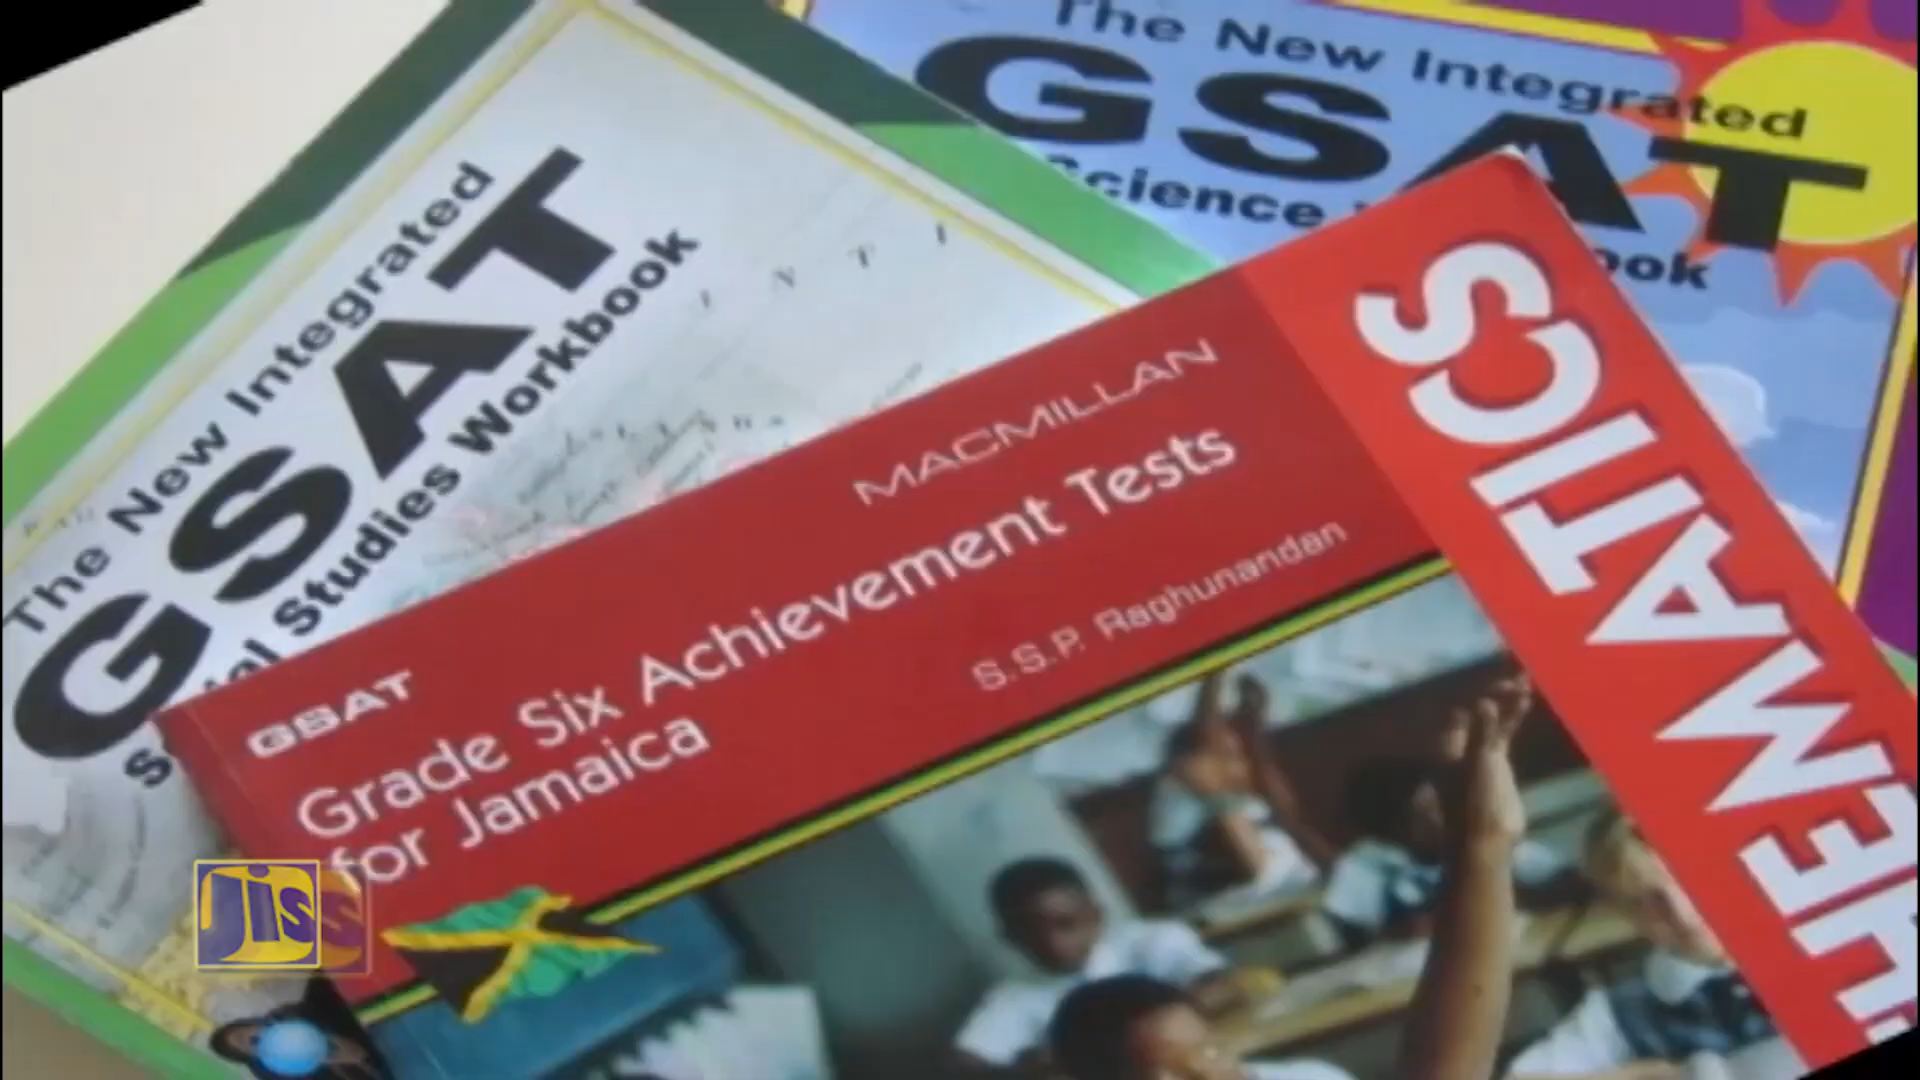 The New Integrated
GSAT
Social Studies Workbook
The New Integrated
GSAT
Science
MACMILLAN
GSAT
Grade Six Achievement Tests
for Jamaica
S.S.P. Raghunandan
THEMATICS
Jis